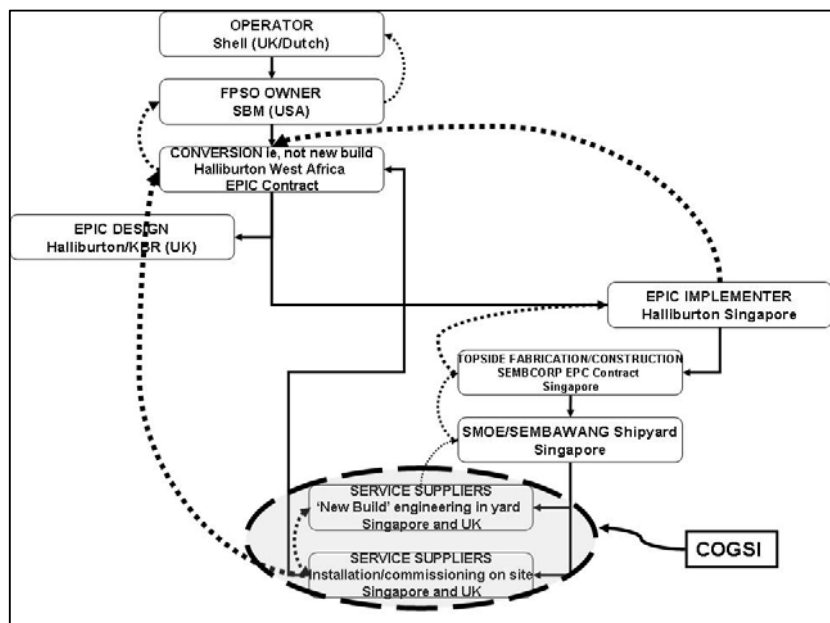 OPERATOR
Shell (UK/Dutch)
FPSO OWNER
SBM (USA)
CONVERSION ie, not new build
Halliburton West Africa
EPIC Contract
EPIC DESIGN
Halliburton/KBR (UK)
EPIC IMPLEMENTER
Halliburton Singapore
TOPSIDE FABRICATION/CONSTRUCTION
SEMBCORP EPC Contract
Singapore
SMOE/SEMBAWANG Shipyard
Singapore
SERVICE SUPPLIERS
‘New Build’ engineering in yard
Singapore and UK
COGSI
SERVICE SUPPLIERS
Installation/commissioning on site
Singapore and UK